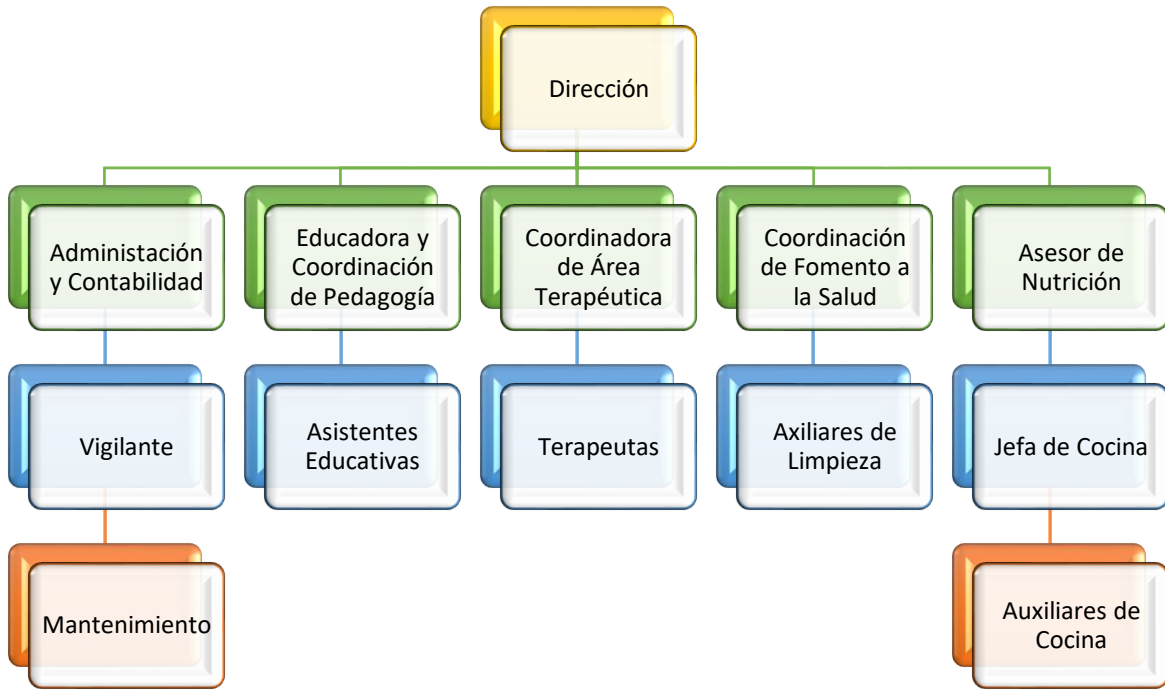 Dirección
Administación
y Contabilidad
Educadora y
Coordinación
de Pedagogía
Coordinadora
de Área
Terapéutica
Coordinación
de Fomento a
la Salud
Asesor de
Nutrición
Vigilante
Asistentes
Educativas
Terapeutas
Axiliares de
Limpieza
Jefa de Cocina
Mantenimiento
Auxiliares de
Cocina